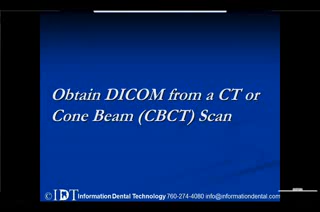 Obtain DICOM from a CT or
Cone Beam (CBCT) Scan
© IDT Information Dental Technology 760-274-4080 info@informationdental.com